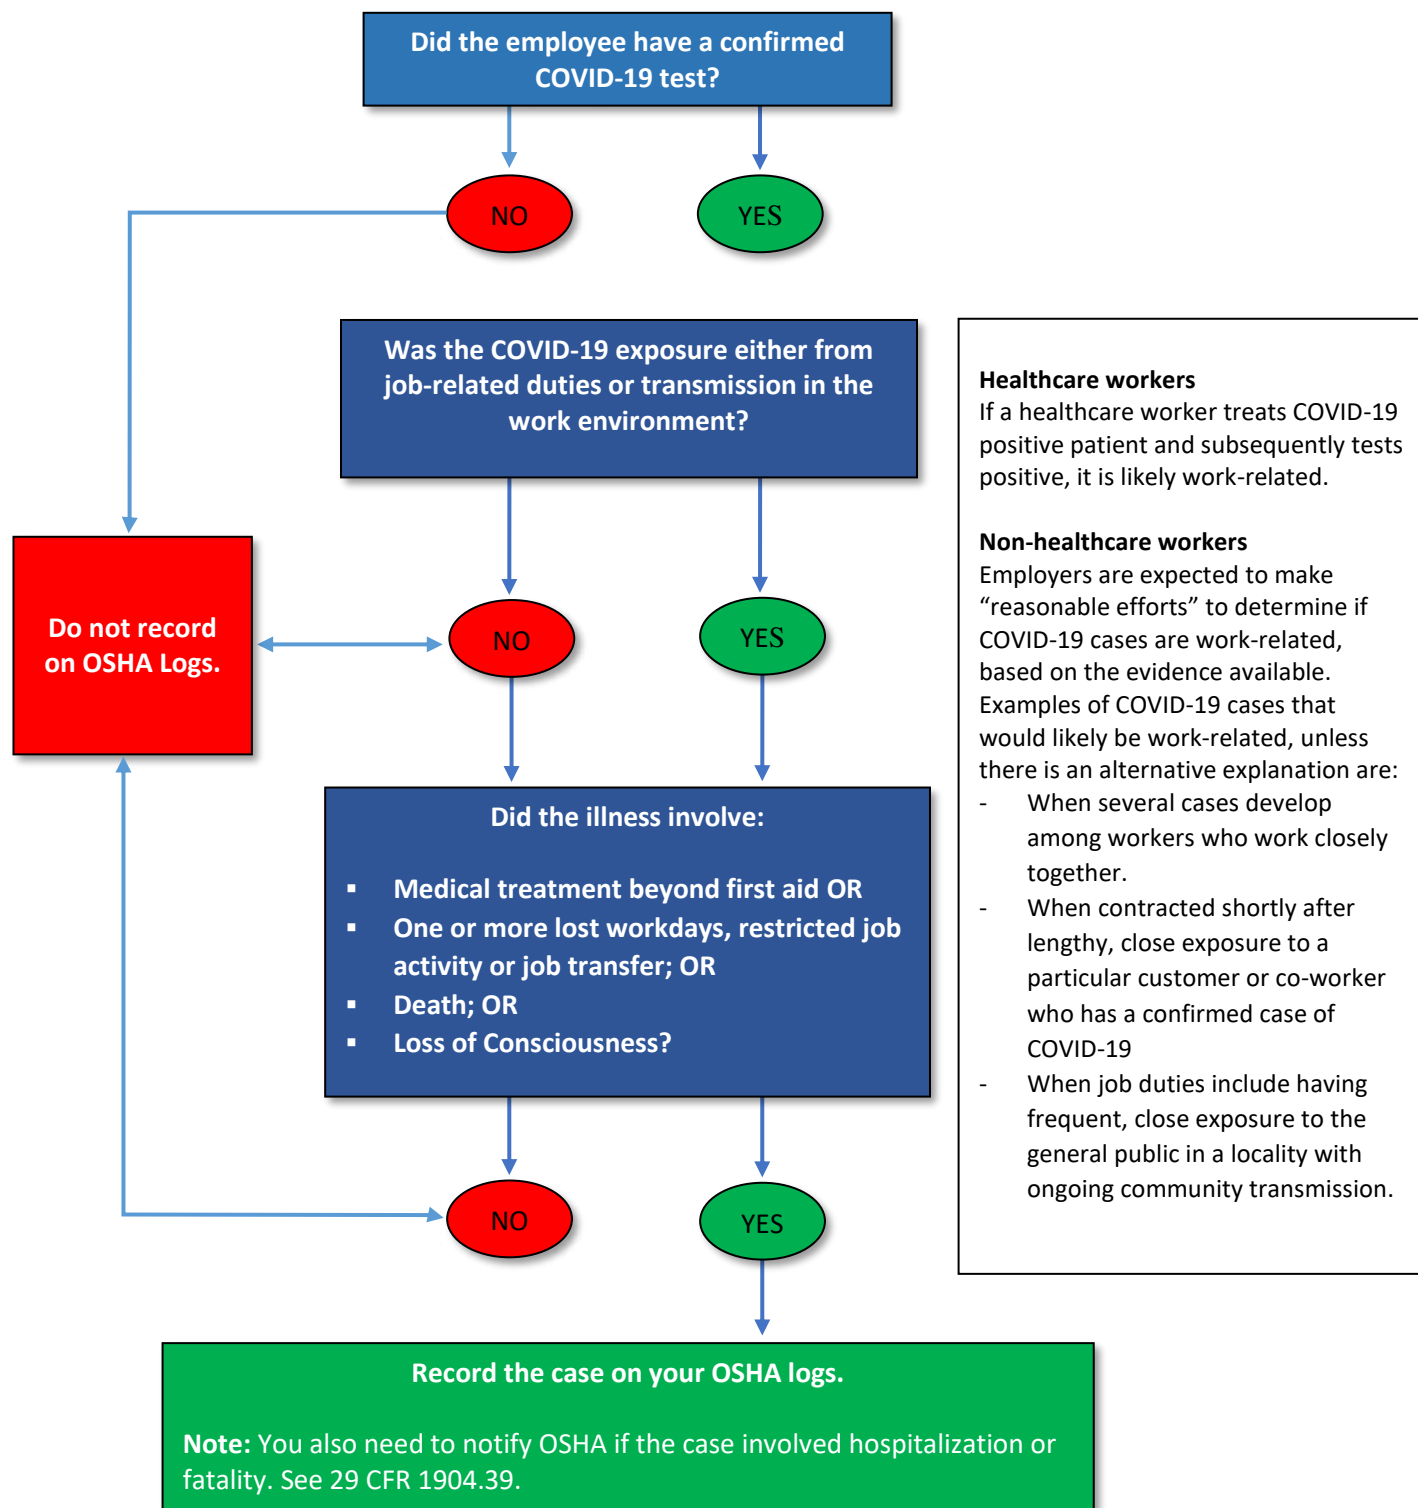 Did the employee have a confirmed
COVID-19 test?
NO
YES
Was the COVID-19 exposure either from
job-related duties or transmission in the
work environment?
Do not record
on OSHA Logs.
NO
YES
Did the illness involve:
▪ Medical treatment beyond first aid OR
▪ One or more lost workdays, restricted job
activity or job transfer; OR
▪ Death; OR
▪ Loss of Consciousness?
NO
YES
Record the case on your OSHA logs.
Note: You also need to notify OSHA if the case involved hospitalization or
fatality. See 29 CFR 1904.39.
Healthcare workers
If a healthcare worker treats COVID-19
positive patient and subsequently tests
positive, it is likely work-related.
Non-healthcare workers
Employers are expected to make
“reasonable efforts” to determine if
COVID-19 cases are work-related,
based on the evidence available.
Examples of COVID-19 cases that
would likely be work-related, unless
there is an alternative explanation are:
- When several cases develop
among workers who work closely
together.
- When contracted shortly after
lengthy, close exposure to a
particular customer or co-worker
who has a confirmed case of
COVID-19
- When job duties include having
frequent, close exposure to the
general public in a locality with
ongoing community transmission.